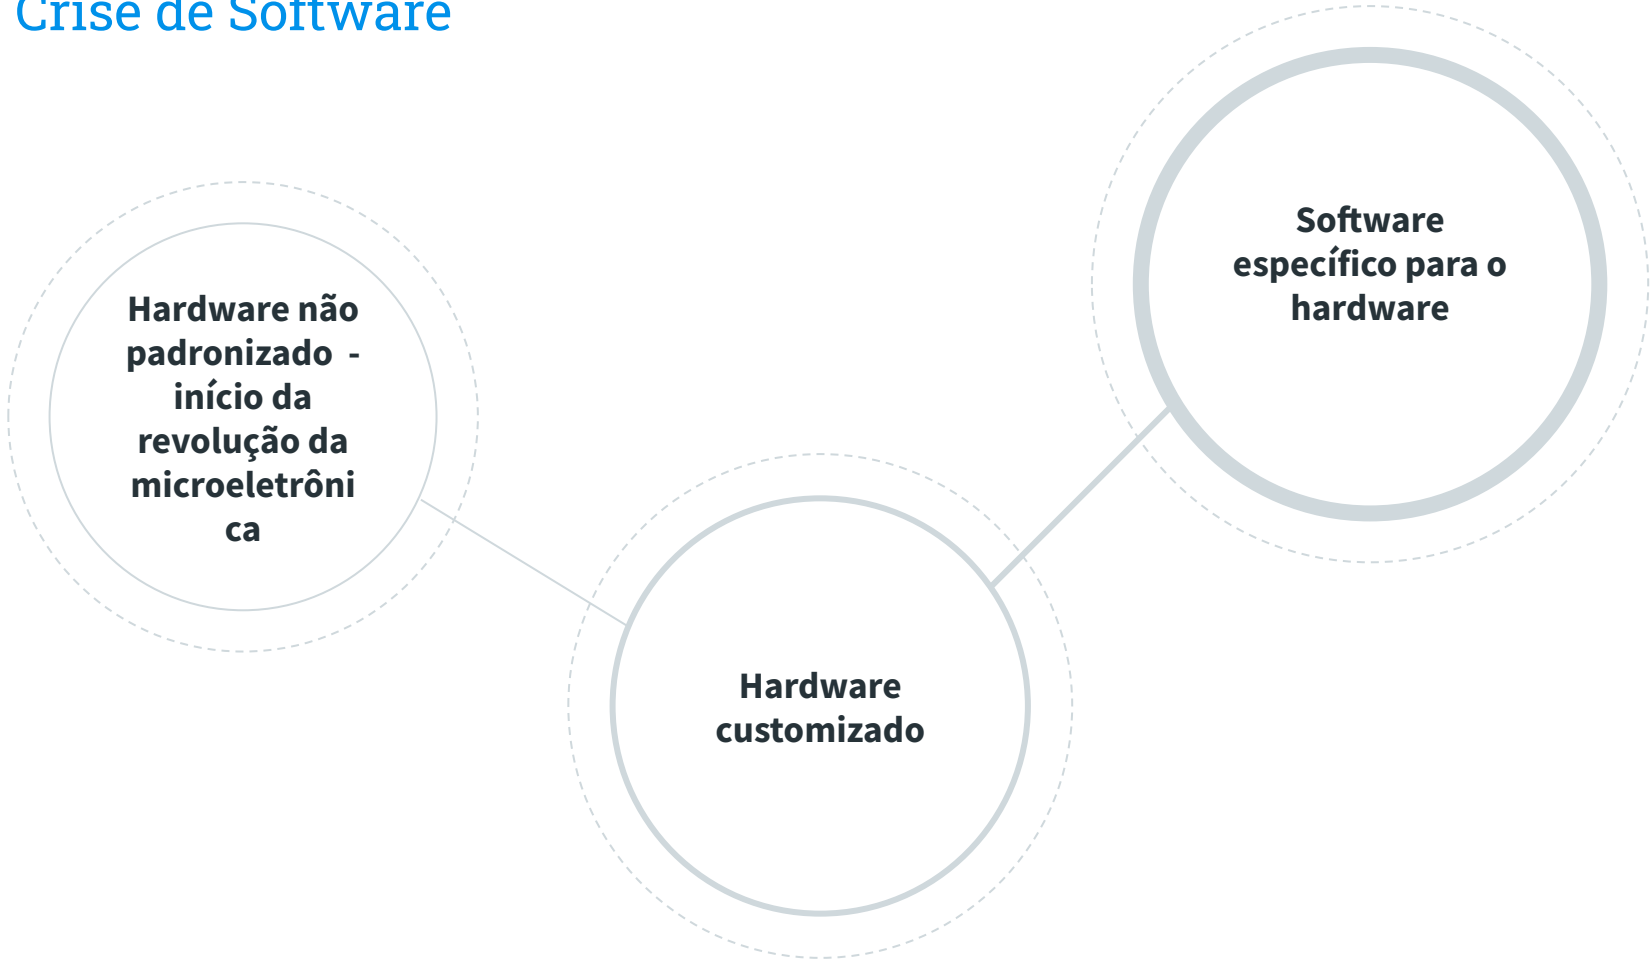 Crise de Software
Hardware não
padronizado  -
início da
revolução da
microeletrôni
ca
Hardware
customizado
Software
específico para o
hardware